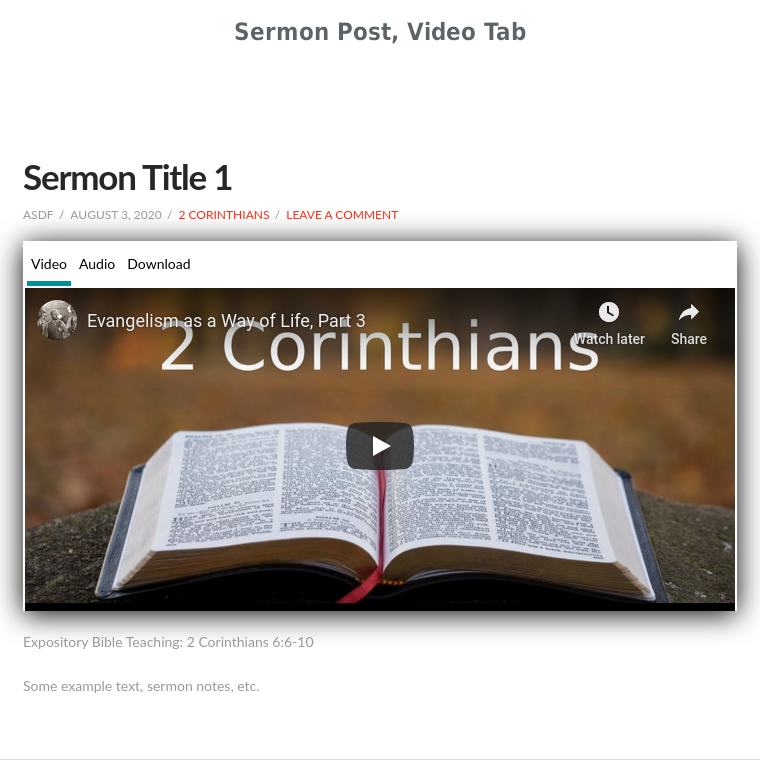 Sermon Post, Video Tab
Sermon Title 1
ASDF / AUGUST 3, 2020 / 2 CORINTHIANS / LEAVE A COMMENT
Video Audio Download
Evangelism as a Way of Life, Part 3
Watch later Share
2 Corinthians
Expository Bible Teaching: 2 Corinthians 6:6-10
Some example text, sermon notes, etc.